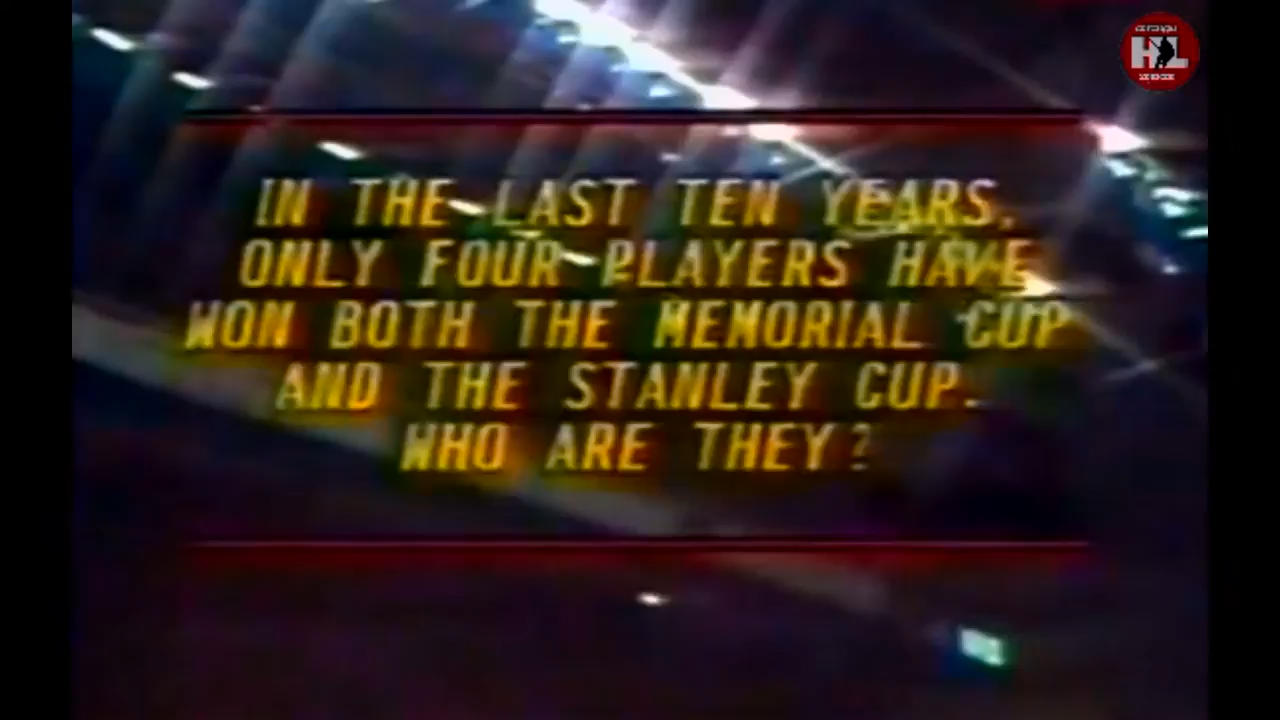 IN THE LAST TEN YEARS,
ONLY FOUR PLAYERS HAVE
WON BOTH THE MEMORIAL CUP
AND THE STANLEY CUP.
WHO ARE THEY?
HL